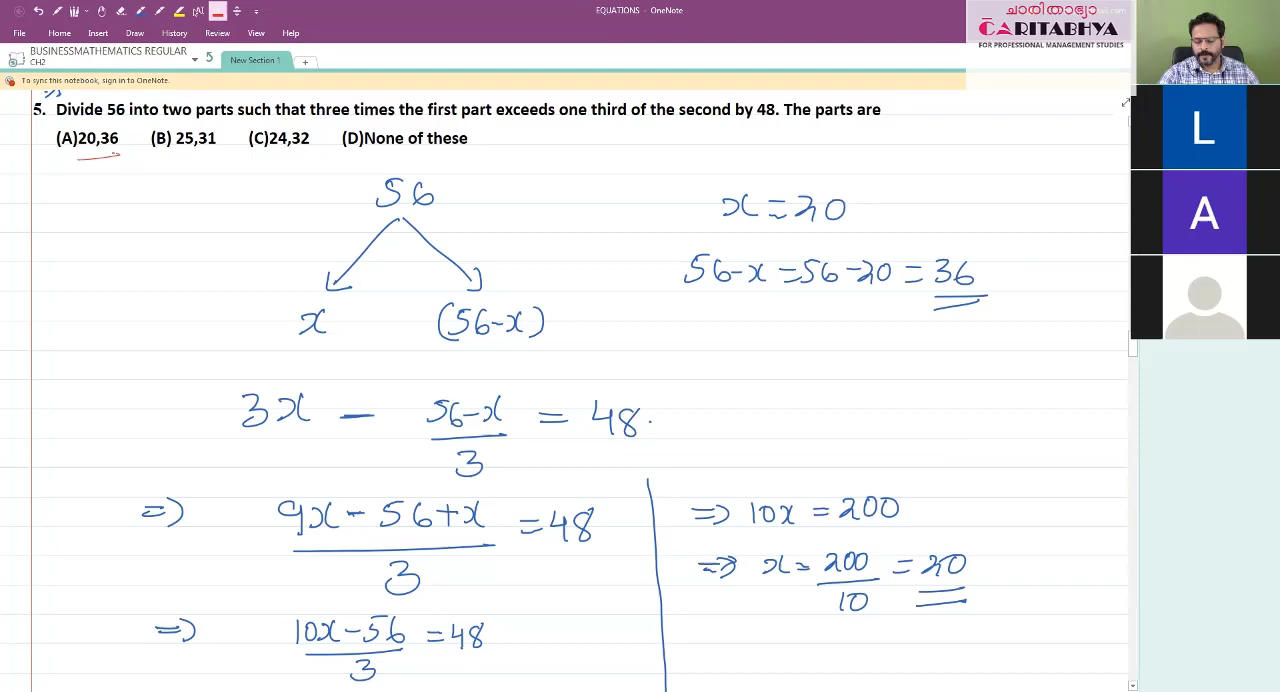 EQUATIONS - OneNote
File Home Insert Draw History Review View Help
BUSINESSMATHEMATICS REGULAR
CH2
New Section 1
To sync this notebook, sign in to OneNote.
ചാരിതാഭ്യാ
CARITABHYA
FOR PROFESSIONAL MANAGEMENT STUDIES
5. Divide 56 into two parts such that three times the first part exceeds one third of the second by 48. The parts are
(A)20,36 (B) 25,31 (C)24,32 (D)None of these
56
x (56-x)
3x - (56-x)/3 = 48.
=> (9x - 56+x)/3 = 48
=> (10x-56)/3 = 48
x = 20
56-x = 56-20 = 36
=> 10x = 200
=> x = 200/10 = 20
L
A